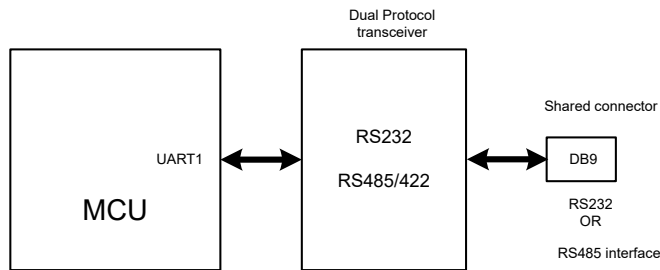 Dual Protocol
transceiver
Shared connector
UART1
RS232
RS485/422
MCU
DB9
RS232
OR
RS485 interface